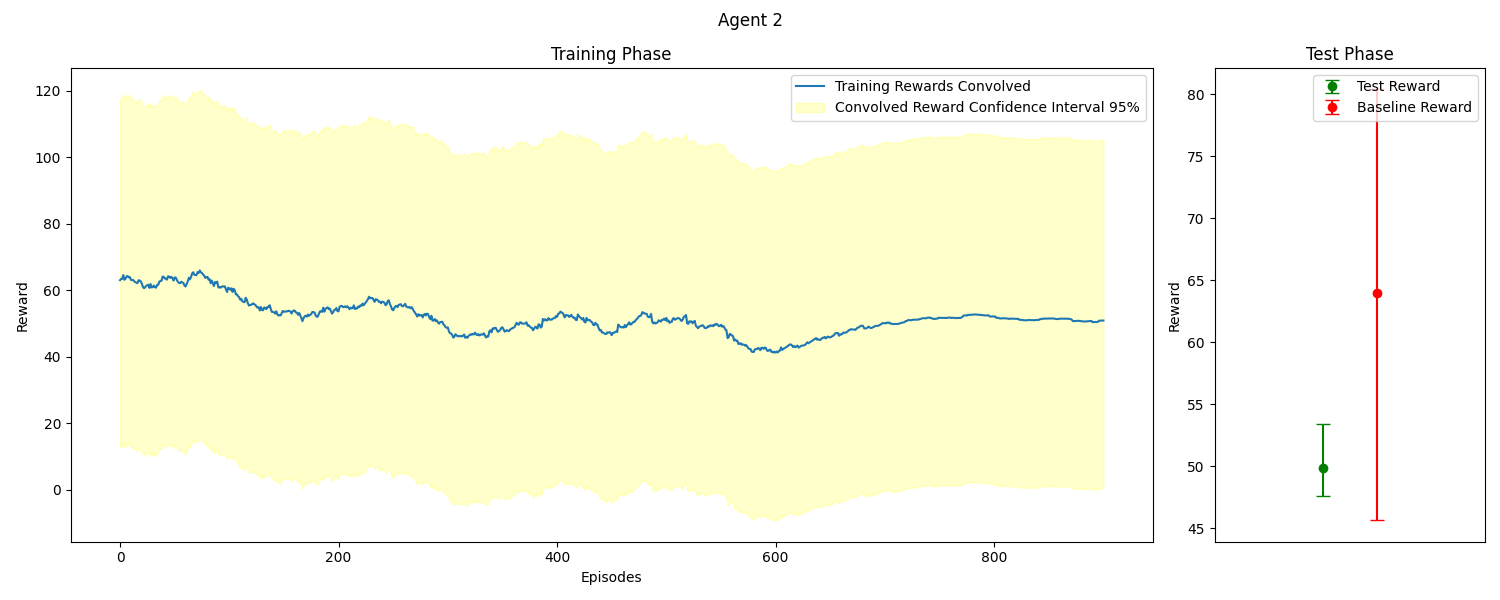 Agent 2
Training Phase
Training Rewards Convolved
Convolved Reward Confidence Interval 95%
120
100
80
60
40
20
0
Reward
0 200 400 600 800
Episodes
Test Phase
Test Reward
Baseline Reward
80
75
70
65
60
55
50
45
Reward